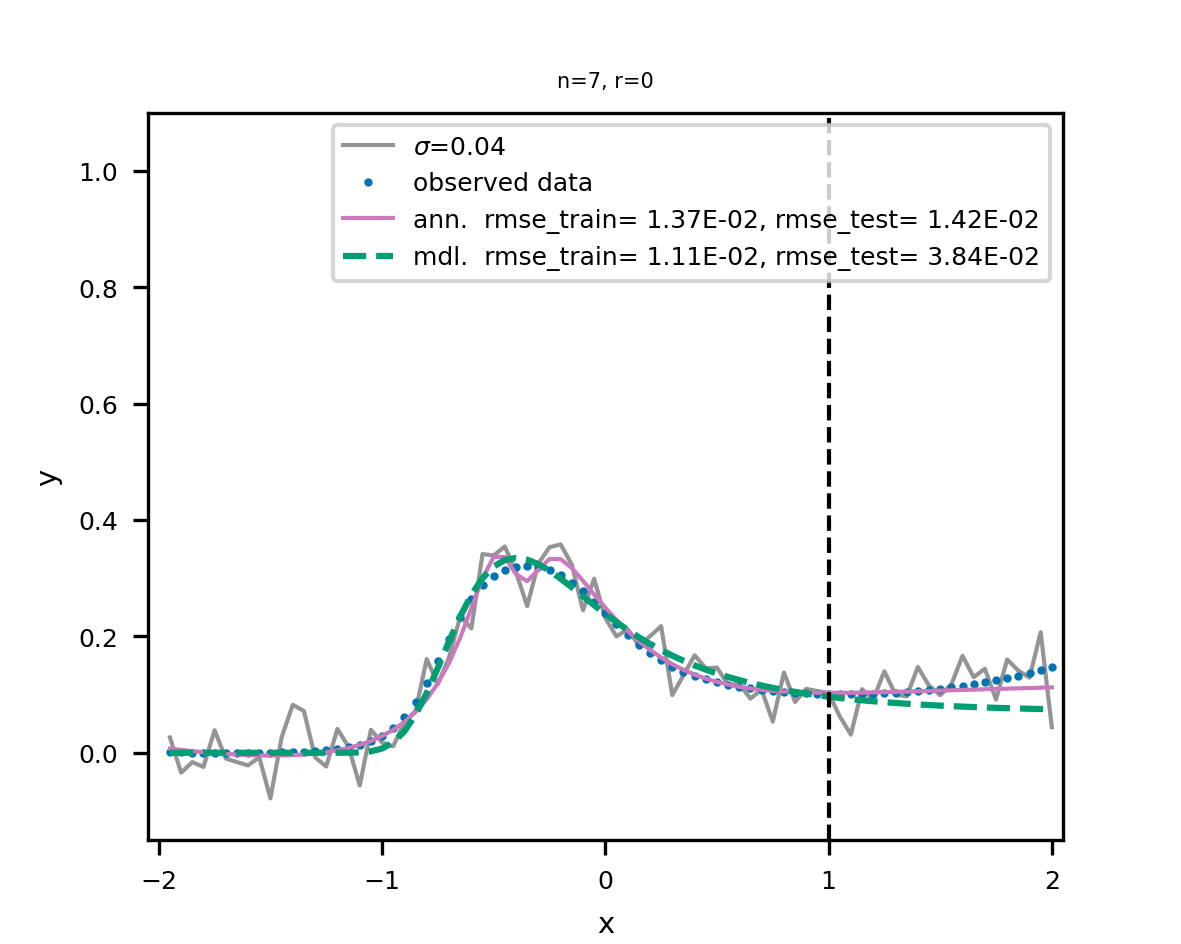 n=7, r=0
σ=0.04
observed data
ann.  rmse_train= 1.37E-02, rmse_test= 1.42E-02
mdl.  rmse_train= 1.11E-02, rmse_test= 3.84E-02
1.0
0.8
0.6
0.4
0.2
0.0
y
−2 −1 0 1 2
x